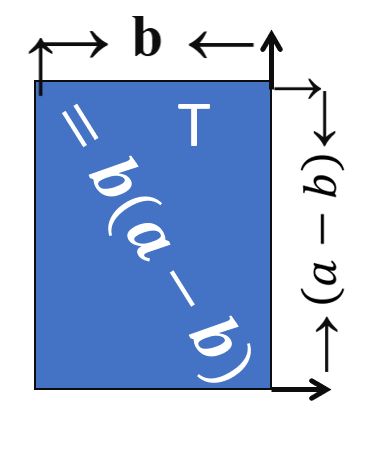 b
T
= b(a − b)
(a − b)